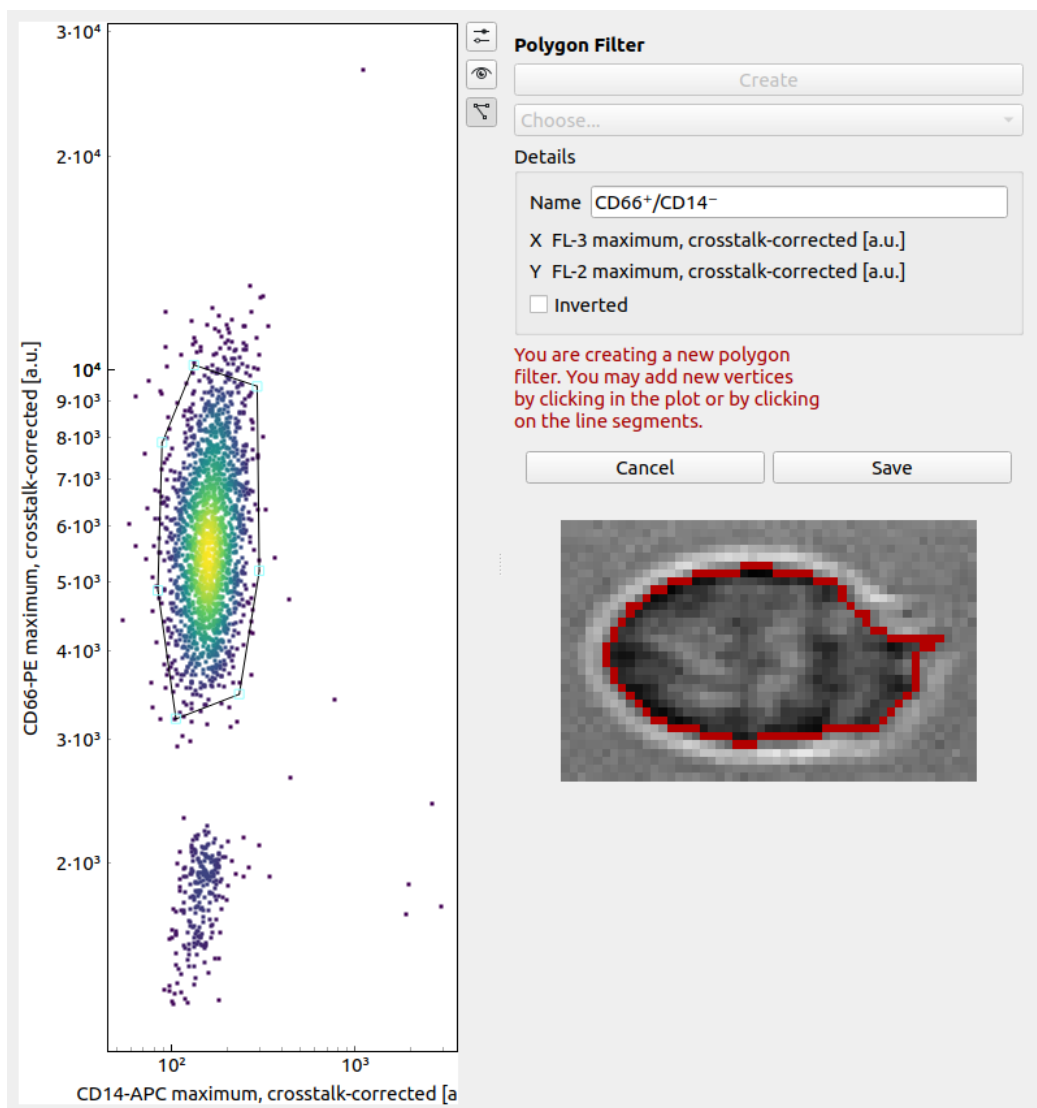 3·10⁴
2·10⁴
10⁴
9·10³
8·10³
7·10³
6·10³
5·10³
4·10³
3·10³
2·10³
CD66-PE maximum, crosstalk-corrected [a.u.]
10²
10³
CD14-APC maximum, crosstalk-corrected [a
Polygon Filter
Create
Choose...
Details
Name CD66⁺/CD14⁻
X FL-3 maximum, crosstalk-corrected [a.u.]
Y FL-2 maximum, crosstalk-corrected [a.u.]
Inverted
You are creating a new polygon
filter. You may add new vertices
by clicking in the plot or by clicking
on the line segments.
Cancel
Save